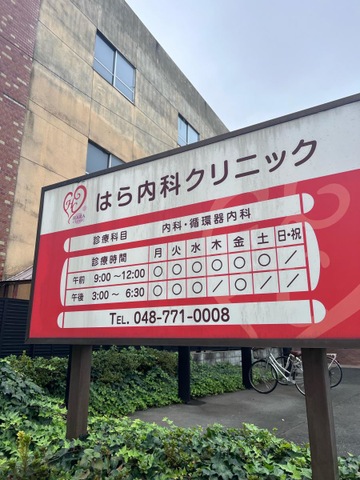 はら内科クリニック
HARA
診療科目 内科・循環器内科
診療時間 月 火 水 木 金 土 日・祝
午前 9:00～12:00 ○ ○ ○ ○ ○ ○ ／
午後 3:00～ 6:30 ○ ○ ○ ／ ○ ／ ／
TEL. 048-771-0008